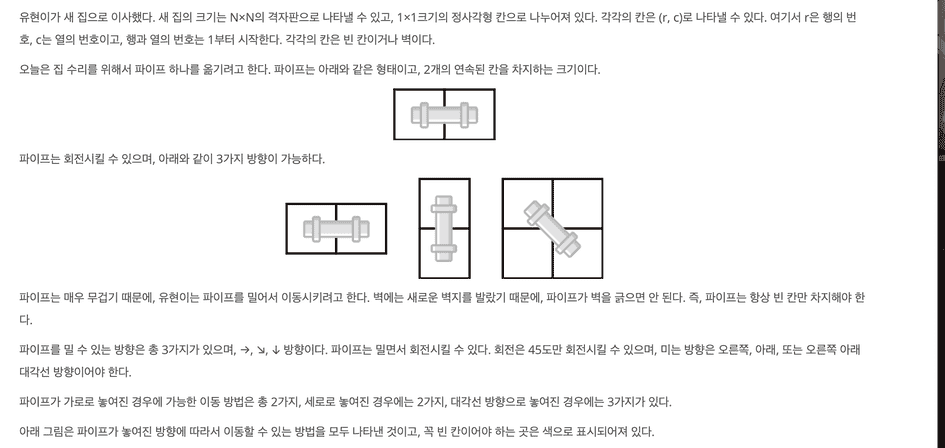 유현이가 새 집으로 이사했다. 새 집의 크기는 N×N의 격자판으로 나타낼 수 있고, 1×1크기의 정사각형 칸으로 나누어져 있다. 각각의 칸은 (r, c)로 나타낼 수 있다. 여기서 r은 행의 번
호, c는 열의 번호이고, 행과 열의 번호는 1부터 시작한다. 각각의 칸은 빈 칸이거나 벽이다.
오늘은 집 수리를 위해서 파이프 하나를 옮기려고 한다. 파이프는 아래와 같은 형태이고, 2개의 연속된 칸을 차지하는 크기이다.
파이프는 회전시킬 수 있으며, 아래와 같이 3가지 방향이 가능하다.
파이프는 매우 무겁기 때문에, 유현이는 파이프를 밀어서 이동시키려고 한다. 벽에는 새로운 벽지를 발랐기 때문에, 파이프가 벽을 긁으면 안 된다. 즉, 파이프는 항상 빈 칸만 차지해야 한
다.
파이프를 밀 수 있는 방향은 총 3가지가 있으며, →, ↘, ↓ 방향이다. 파이프는 밀면서 회전시킬 수 있다. 회전은 45도만 회전시킬 수 있으며, 미는 방향은 오른쪽, 아래, 또는 오른쪽 아래
대각선 방향이어야 한다.
파이프가 가로로 놓여진 경우에 가능한 이동 방법은 총 2가지, 세로로 놓여진 경우에는 2가지, 대각선 방향으로 놓여진 경우에는 3가지가 있다.
아래 그림은 파이프가 놓여진 방향에 따라서 이동할 수 있는 방법을 모두 나타낸 것이고, 꼭 빈 칸이어야 하는 곳은 색으로 표시되어져 있다.